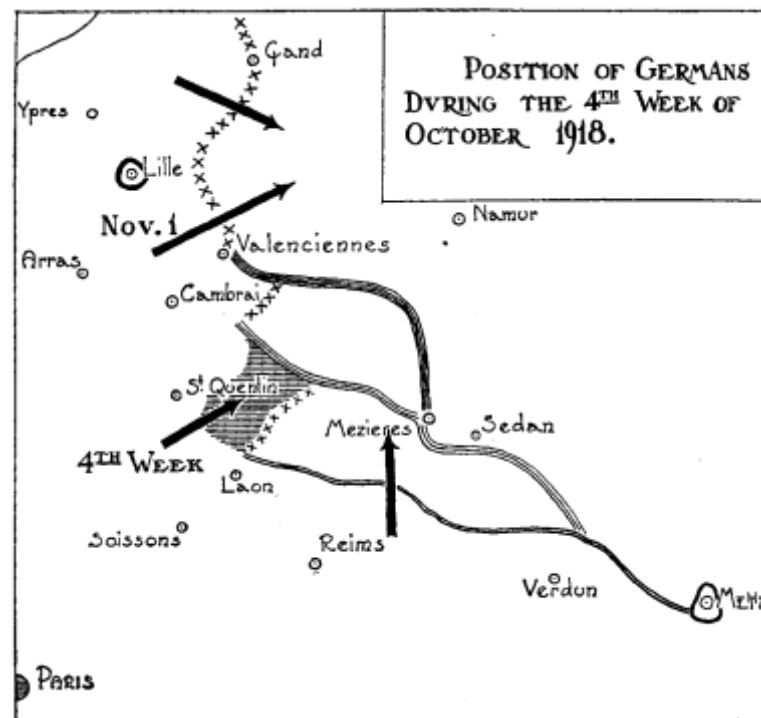 Gand
POSITION OF GERMANS
DVRING THE 4TH WEEK OF
OCTOBER 1918.
Ypres
Lille
Nov. 1
Namur
Valenciennes
Arras
Cambrai
St Quentin
Mezieres
Sedan
4TH WEEK
Laon
Soissons
Reims
Verdun
Metz
PARIS